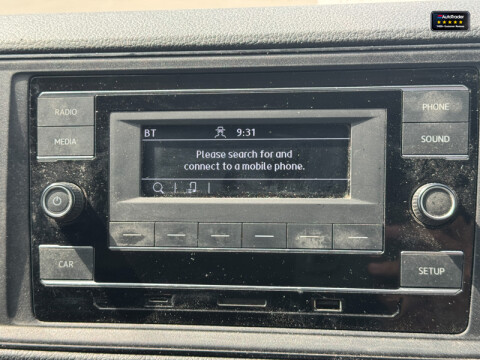 AutoTrader
RADIO
MEDIA
BT 9:31
Please search for and
connect to a mobile phone.
PHONE
SOUND
CAR
SETUP